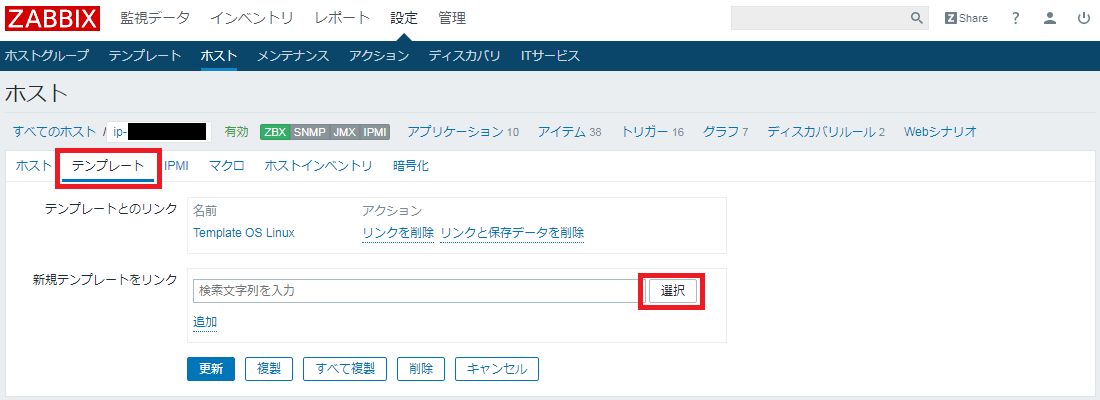 ZABBIX 監視データ インベントリ レポート 設定 管理 Z Share ?
ホストグループ テンプレート ホスト メンテナンス アクション ディスカバリ ITサービス
ホスト
すべてのホスト / ip- 有効 ZBX SNMP JMX IPMI アプリケーション 10 アイテム 38 トリガー 16 グラフ 7 ディスカバリルール 2 Webシナリオ
ホスト テンプレート IPMI マクロ ホストインベントリ 暗号化
テンプレートとのリンク 名前 アクション
Template OS Linux リンクを削除 リンクと保存データを削除
新規テンプレートをリンク 検索文字列を入力 選択
追加
更新 複製 すべて複製 削除 キャンセル